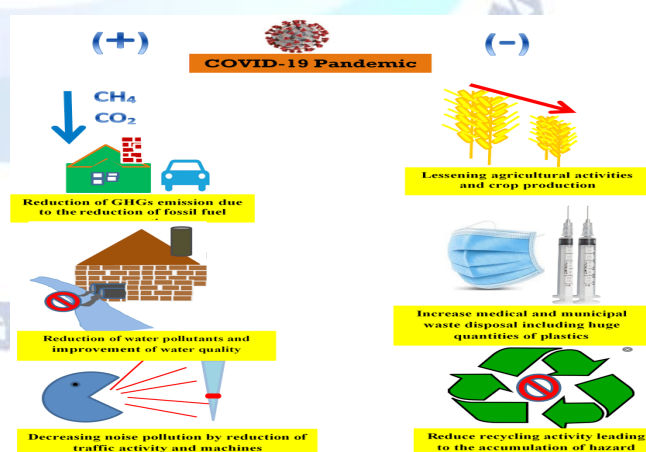 (+)
(-)
COVID-19 Pandemic
CH₄
CO₂
Reduction of GHGs emission due
to the reduction of fossil fuel
Lessening agricultural activities
and crop production
Reduction of water pollutants and
improvement of water quality
Increase medical and municipal
waste disposal including huge
quantities of plastics
Decreasing noise pollution by reduction of
traffic activity and machines
Reduce recycling activity leading
to the accumulation of hazard